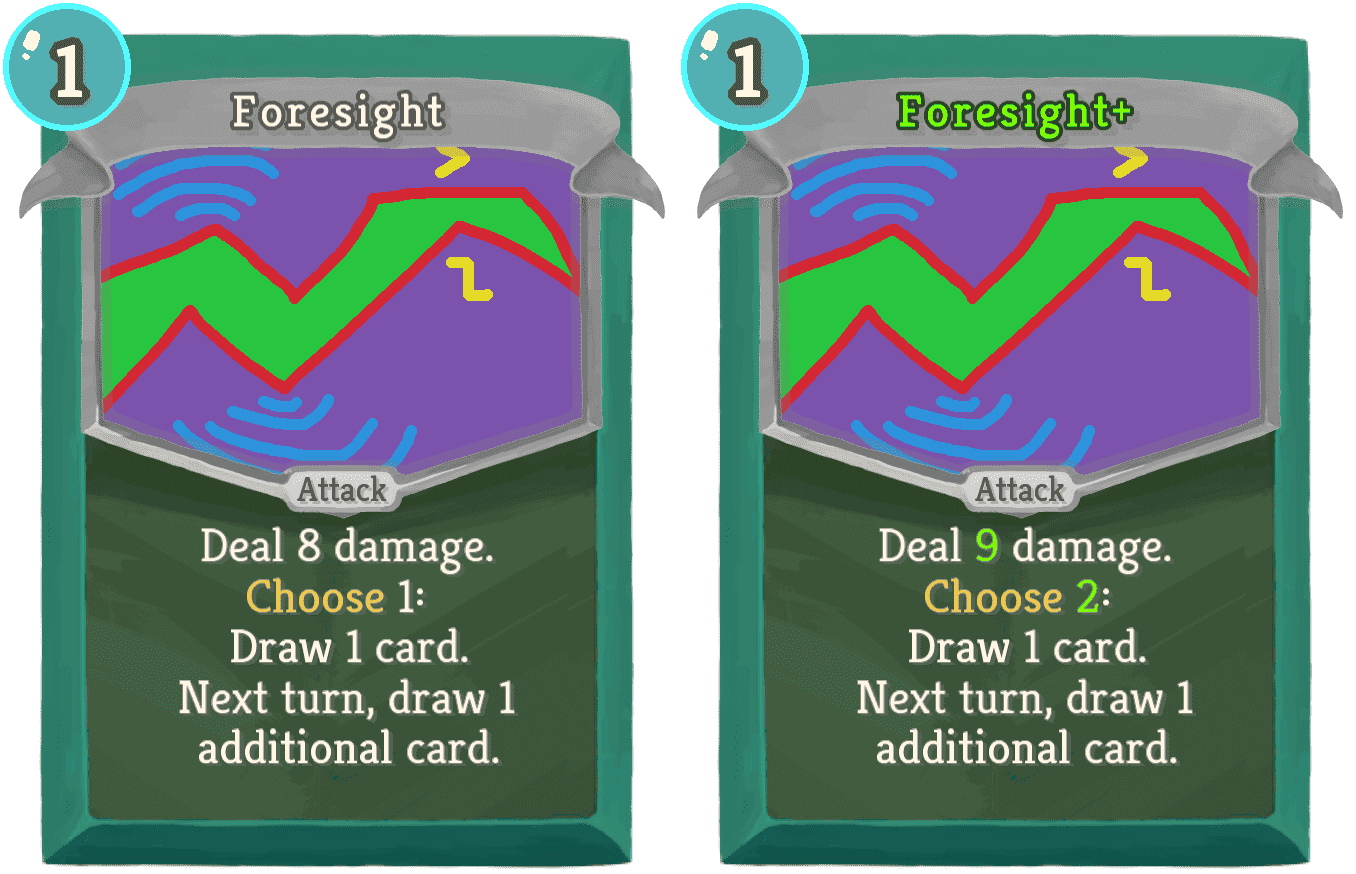 1
Foresight
Attack
Deal 8 damage.
Choose 1:
Draw 1 card.
Next turn, draw 1
additional card.
1
Foresight+
Attack
Deal 9 damage.
Choose 2:
Draw 1 card.
Next turn, draw 1
additional card.